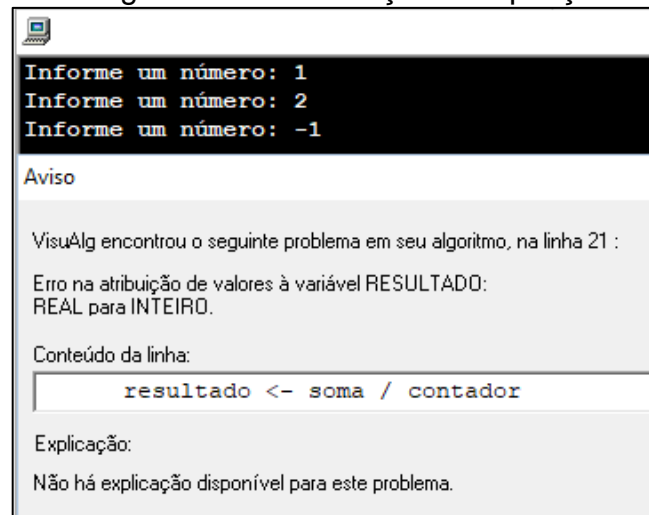 Informe um número: 1
Informe um número: 2
Informe um número: -1
Aviso
VisuAlg encontrou o seguinte problema em seu algoritmo, na linha 21 :
Erro na atribuição de valores à variável RESULTADO:
REAL para INTEIRO.
Conteúdo da linha:
resultado <- soma / contador
Explicação:
Não há explicação disponível para este problema.